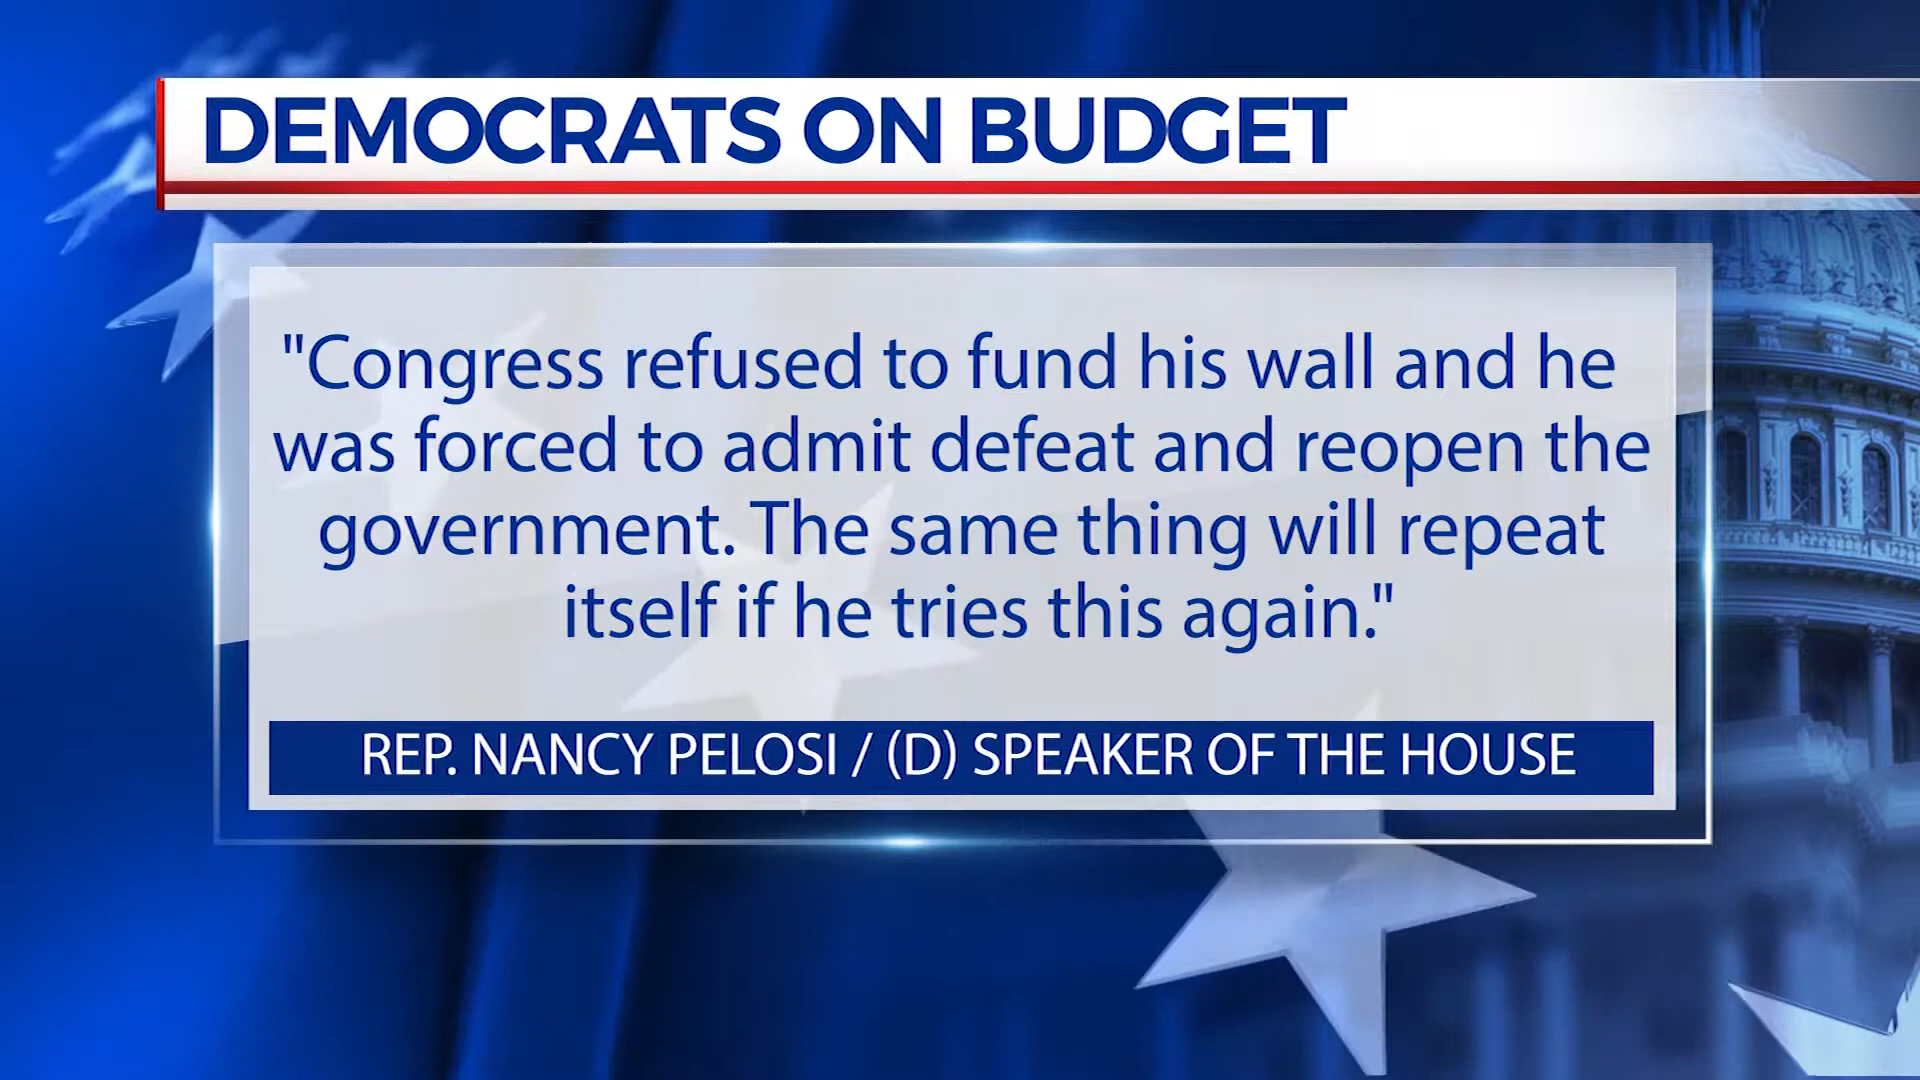 DEMOCRATS ON BUDGET
"Congress refused to fund his wall and he
was forced to admit defeat and reopen the
government. The same thing will repeat
itself if he tries this again."
REP. NANCY PELOSI / (D) SPEAKER OF THE HOUSE